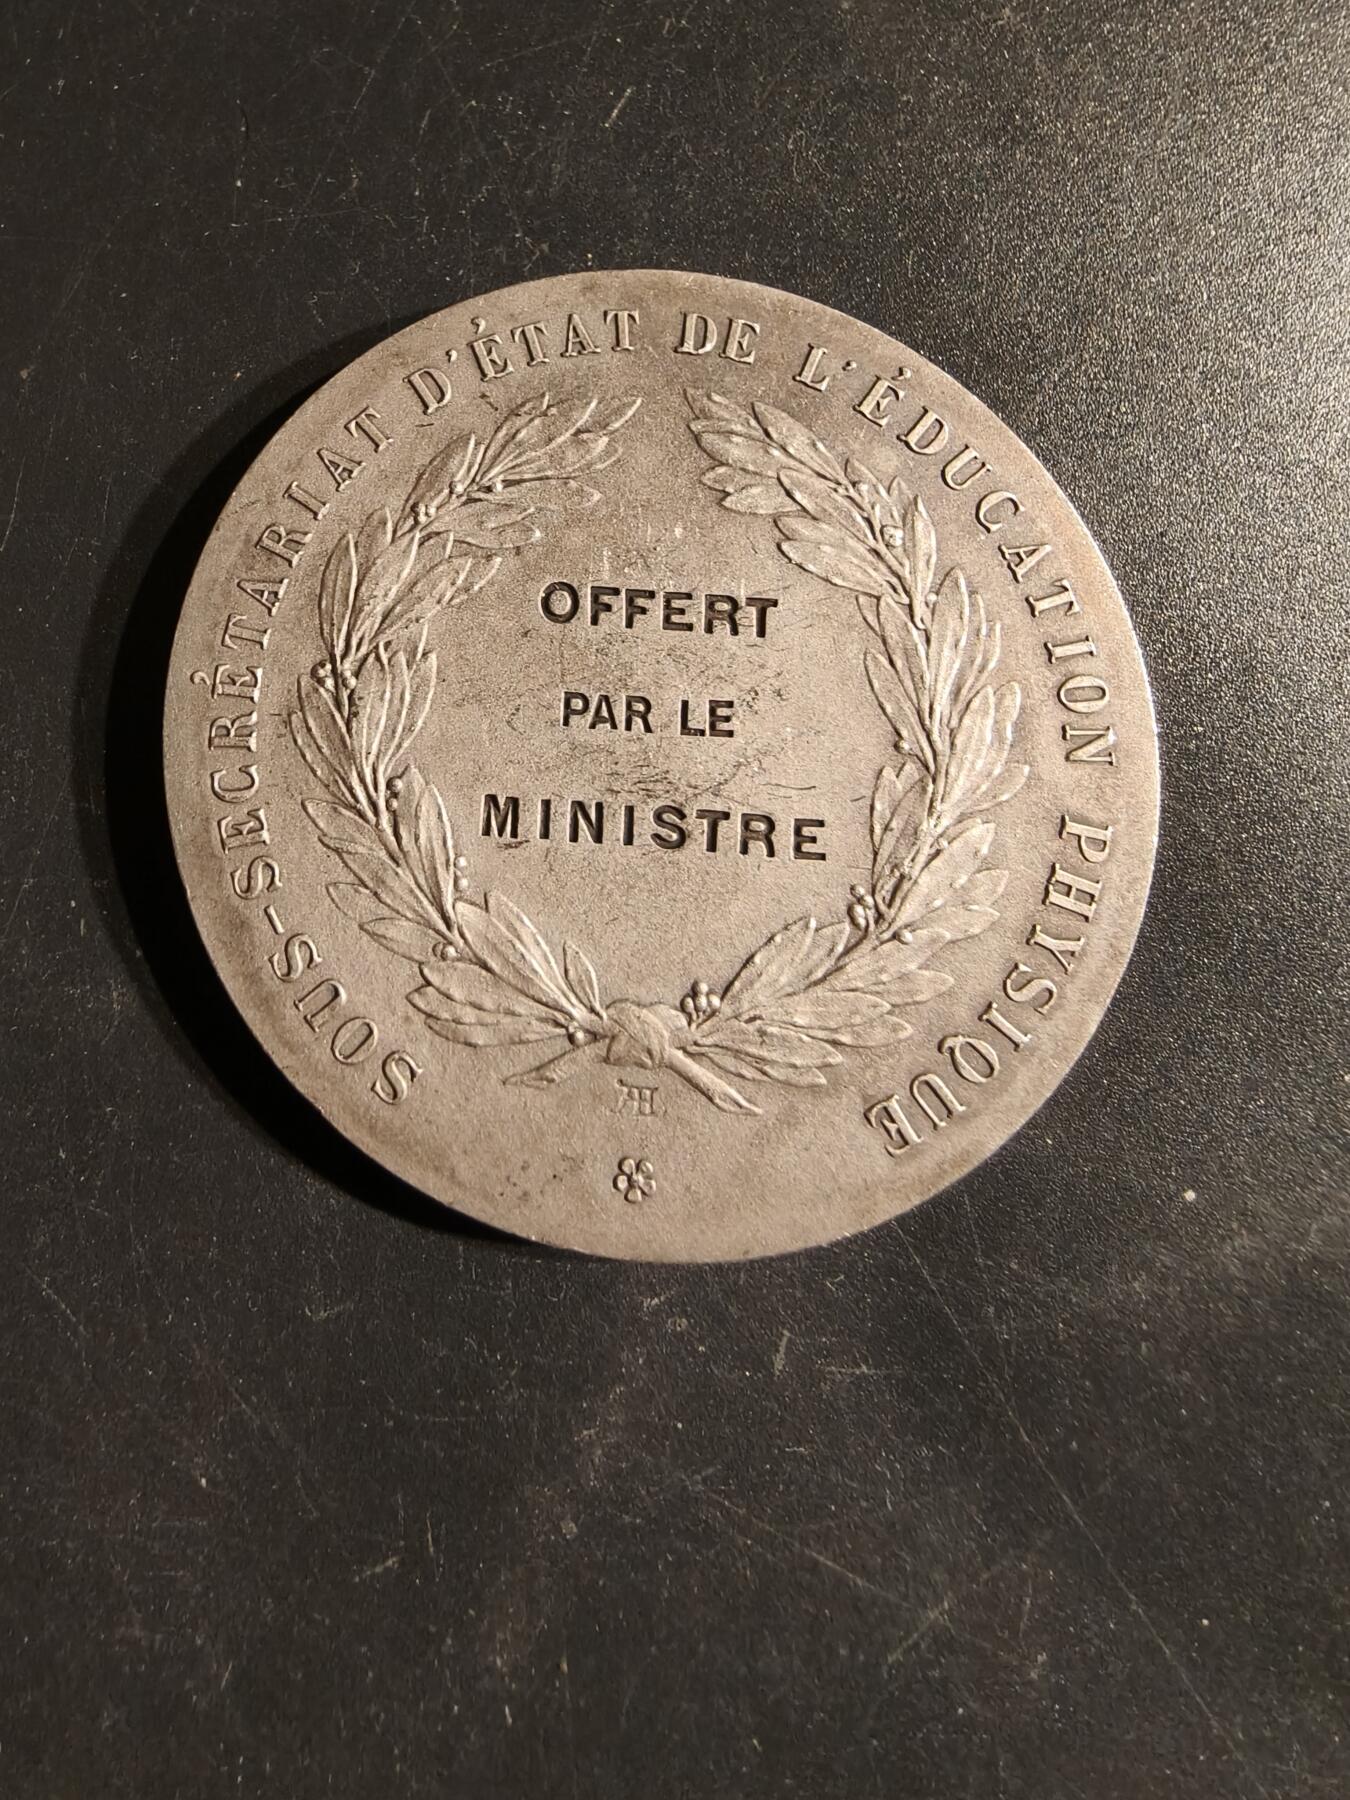 SOUS-SECRÉTARIAT D'ÉTAT DE L'ÉDUCATION PHYSIQUE
OFFERT
PAR LE
MINISTRE